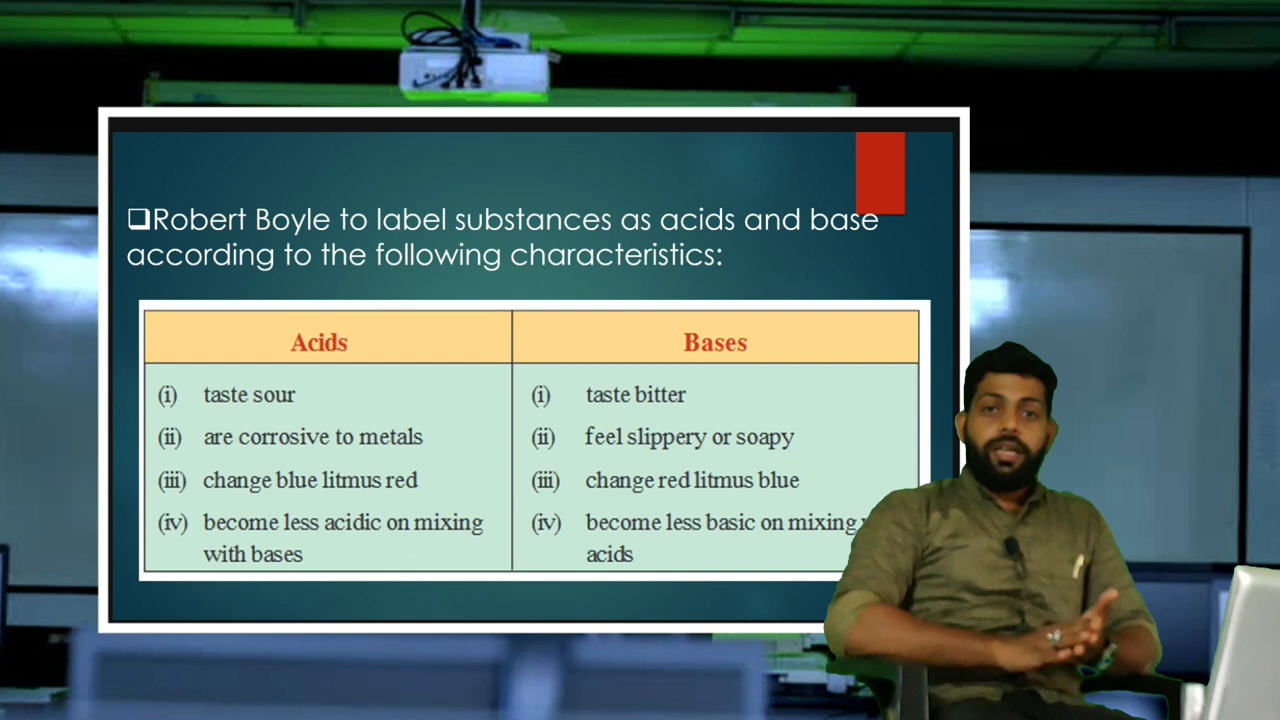 ❑Robert Boyle to label substances as acids and base
according to the following characteristics:
Acids
Bases
(i) taste sour
(ii) are corrosive to metals
(iii) change blue litmus red
(iv) become less acidic on mixing
with bases
(i) taste bitter
(ii) feel slippery or soapy
(iii) change red litmus blue
(iv) become less basic on mixing
acids